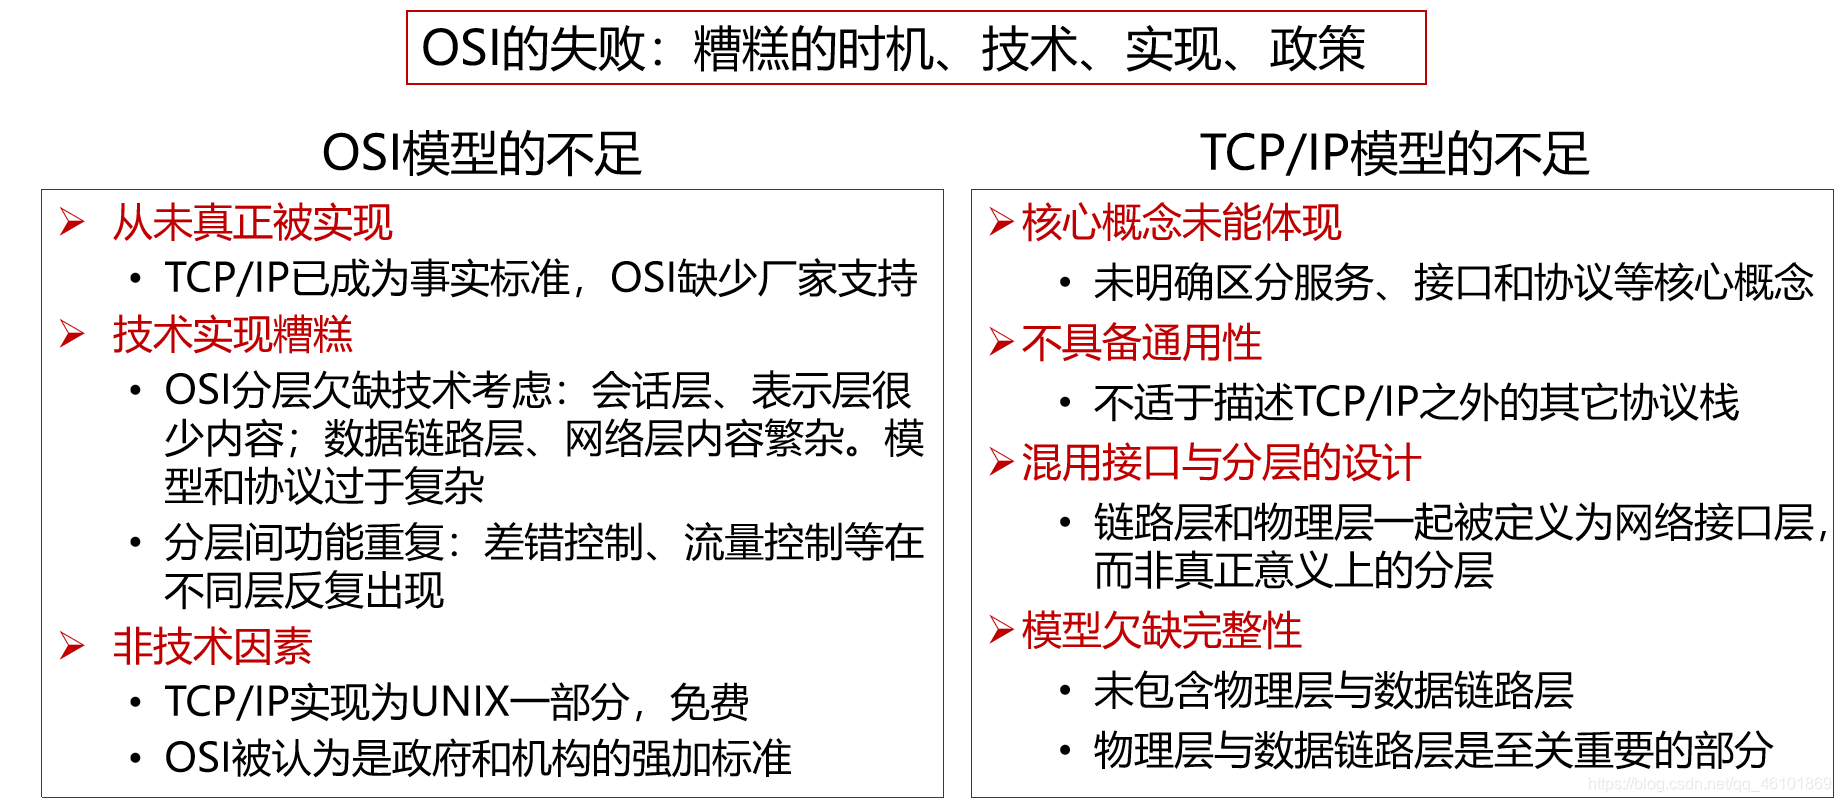 OSI的失败：糟糕的时机、技术、实现、政策
OSI模型的不足
➢ 从未真正被实现
• TCP/IP已成为事实标准，OSI缺少厂家支持
➢ 技术实现糟糕
• OSI分层欠缺技术考虑：会话层、表示层很
少内容；数据链路层、网络层内容繁杂。模
型和协议过于复杂
• 分层间功能重复：差错控制、流量控制等在
不同层反复出现
➢ 非技术因素
• TCP/IP实现为UNIX一部分，免费
• OSI被认为是政府和机构的强加标准
TCP/IP模型的不足
➢ 核心概念未能体现
• 未明确区分服务、接口和协议等核心概念
➢ 不具备通用性
• 不适于描述TCP/IP之外的其它协议栈
➢ 混用接口与分层的设计
• 链路层和物理层一起被定义为网络接口层，
而非真正意义上的分层
➢ 模型欠缺完整性
• 未包含物理层与数据链路层
• 物理层与数据链路层是至关重要的部分
https://blog.csdn.net/qq_46101869